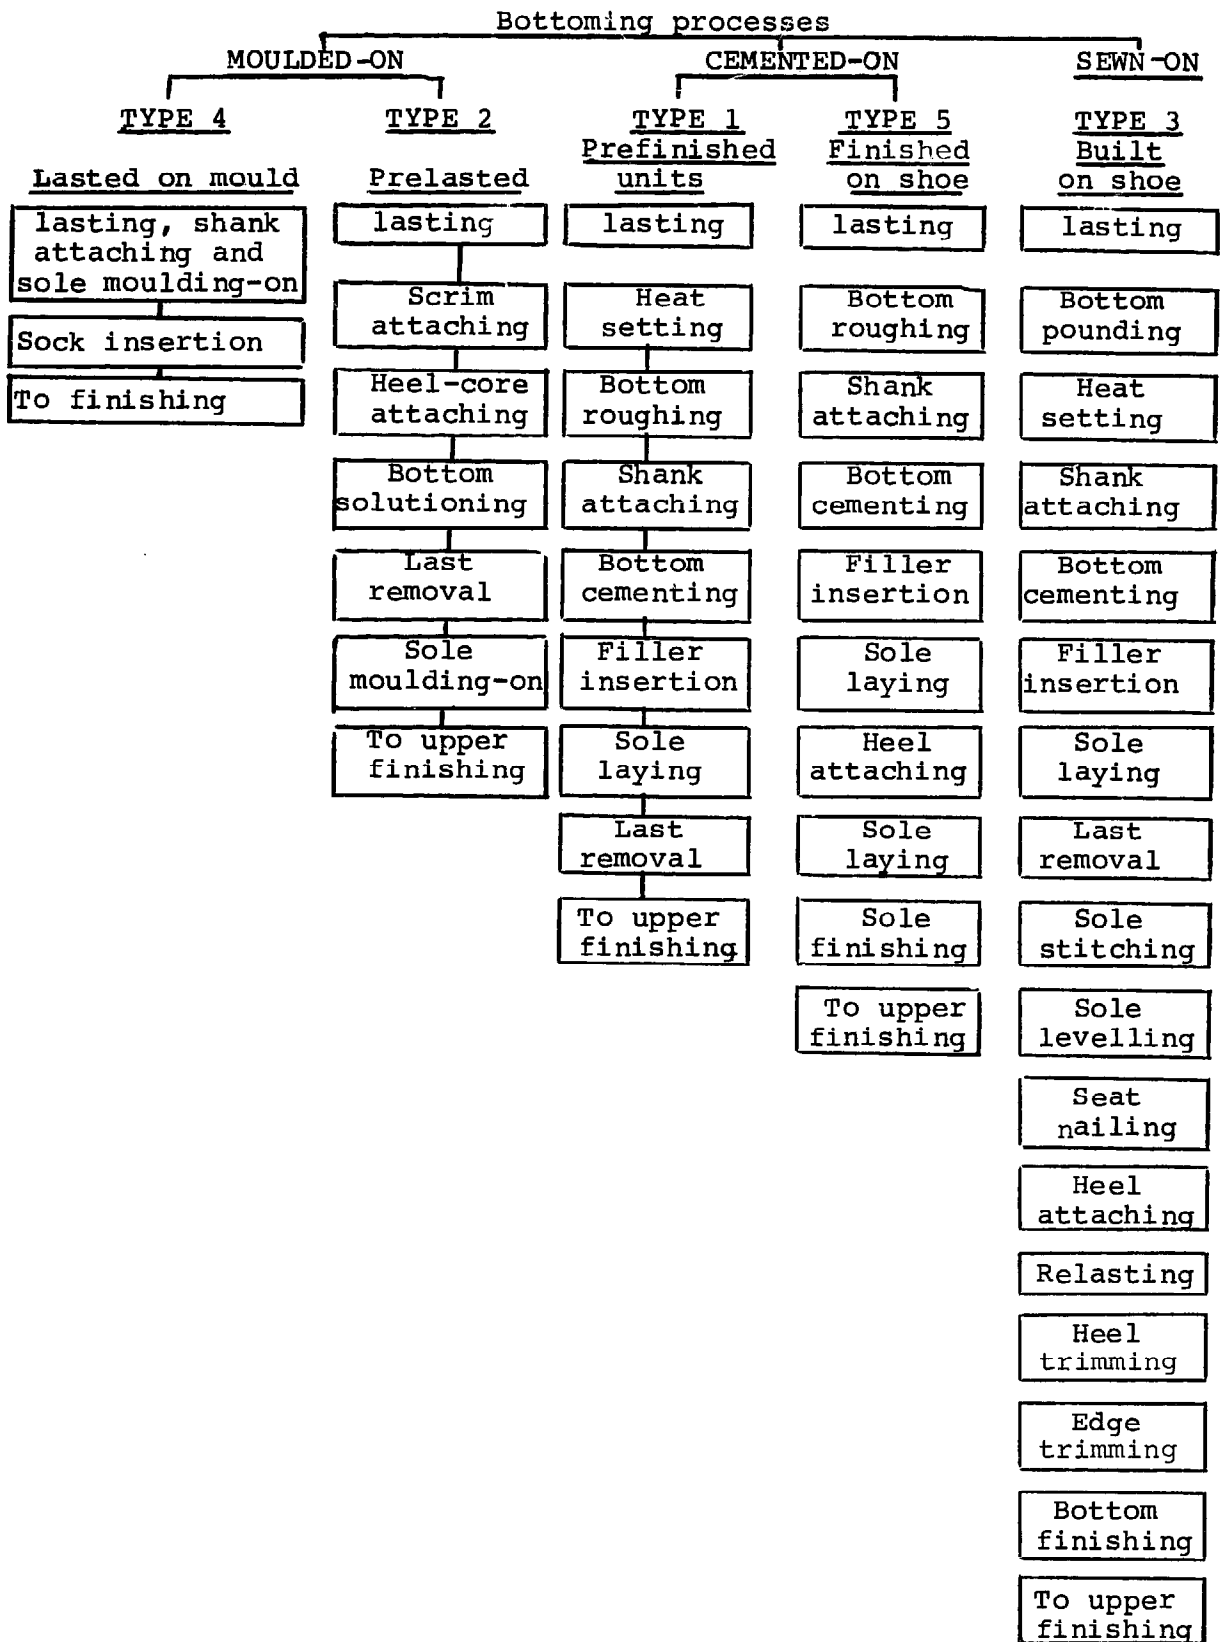 Bottoming processes
MOULDED-ON
CEMENTED-ON
SEWN-ON
TYPE 4
Lasted on mould
lasting, shank
attaching and
sole moulding-on
Sock insertion
To finishing
TYPE 2
Prelasted
lasting
Scrim
attaching
Heel-core
attaching
Bottom
solutioning
Last
removal
Sole
moulding-on
To upper
finishing
TYPE 1
Prefinished
units
lasting
Heat
setting
Bottom
roughing
Shank
attaching
Bottom
cementing
Filler
insertion
Sole
laying
Last
removal
To upper
finishing
TYPE 5
Finished
on shoe
lasting
Bottom
roughing
Shank
attaching
Bottom
cementing
Filler
insertion
Sole
laying
Heel
attaching
Sole
laying
Sole
finishing
To upper
finishing
TYPE 3
Built
on shoe
lasting
Bottom
pounding
Heat
setting
Shank
attaching
Bottom
cementing
Filler
insertion
Sole
laying
Last
removal
Sole
stitching
Sole
levelling
Seat
nailing
Heel
attaching
Relasting
Heel
trimming
Edge
trimming
Bottom
finishing
To upper
finishing